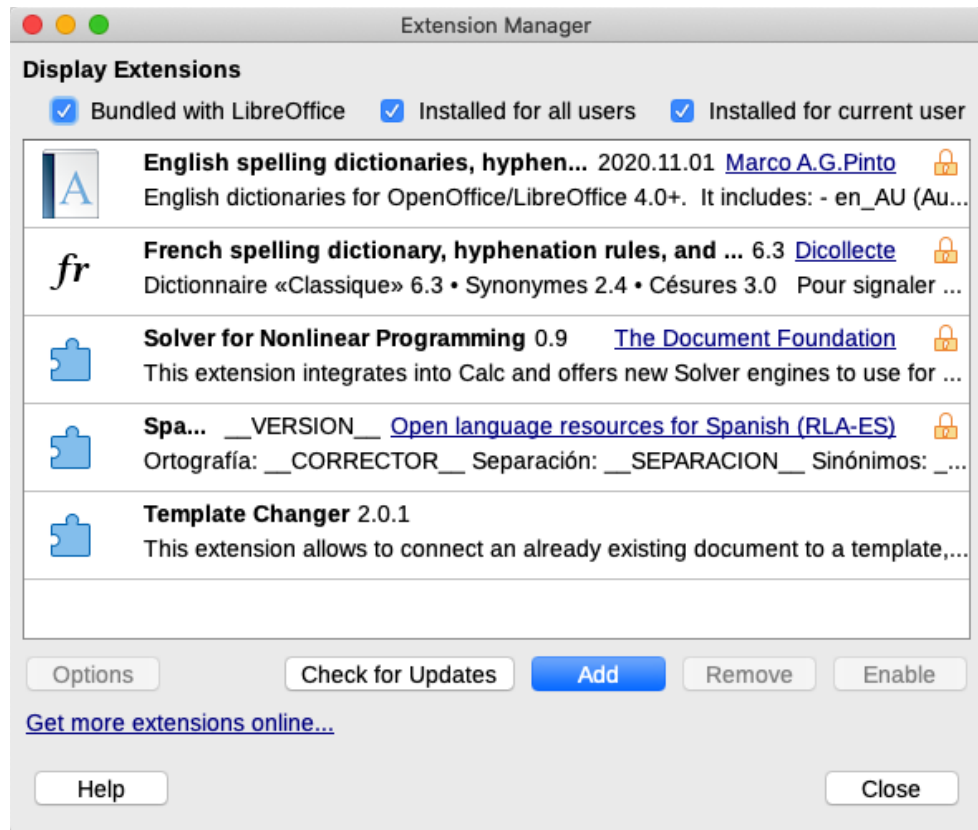 Extension Manager
Display Extensions
Bundled with LibreOffice Installed for all users Installed for current user
A English spelling dictionaries, hyphen... 2020.11.01 Marco A.G.Pinto
English dictionaries for OpenOffice/LibreOffice 4.0+. It includes: - en_AU (Au...
fr French spelling dictionary, hyphenation rules, and ... 6.3 Dicollecte
Dictionnaire «Classique» 6.3 • Synonymes 2.4 • Césures 3.0 Pour signaler ...
Solver for Nonlinear Programming 0.9 The Document Foundation
This extension integrates into Calc and offers new Solver engines to use for ...
Spa... __VERSION__ Open language resources for Spanish (RLA-ES)
Ortografía: __CORRECTOR__ Separación: __SEPARACION__ Sinónimos: _...
Template Changer 2.0.1
This extension allows to connect an already existing document to a template,...
Options Check for Updates Add Remove Enable
Get more extensions online...
Help Close